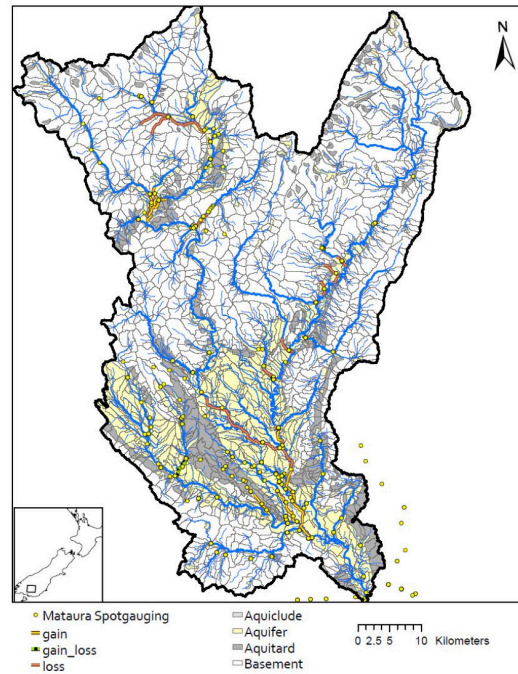 N
Mataura Spotgauging
gain
gain_loss
loss
Aquiclude
Aquifer
Aquitard
Basement
0 2.5 5 10 Kilometers